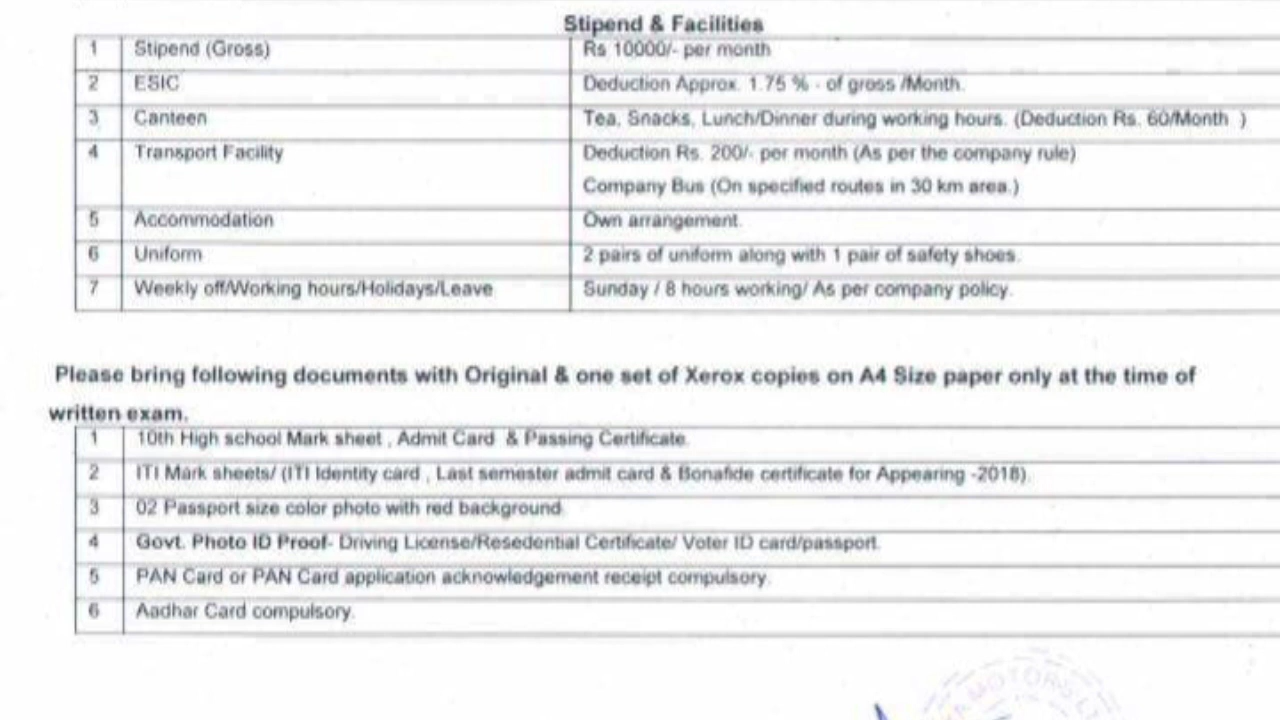 Stipend & Facilities
1 Stipend (Gross) Rs 10000/- per month
2 ESIC Deduction Approx. 1.75 % - of gross /Month.
3 Canteen Tea, Snacks, Lunch/Dinner during working hours. (Deduction Rs. 60/Month )
4 Transport Facility Deduction Rs. 200/- per month (As per the company rule)
Company Bus (On specified routes in 30 km area.)
5 Accommodation Own arrangement.
6 Uniform 2 pairs of uniform along with 1 pair of safety shoes.
7 Weekly off/Working hours/Holidays/Leave Sunday / 8 hours working/ As per company policy.
Please bring following documents with Original & one set of Xerox copies on A4 Size paper only at the time of
written exam.
1 10th High school Mark sheet , Admit Card & Passing Certificate.
2 ITI Mark sheets/ (ITI Identity card , Last semester admit card & Bonafide certificate for Appearing -2018).
3 02 Passport size color photo with red background.
4 Govt. Photo ID Proof- Driving License/Resedential Certificate/ Voter ID card/passport.
5 PAN Card or PAN Card application acknowledgement receipt compulsory.
6 Aadhar Card compulsory.
MOTORS